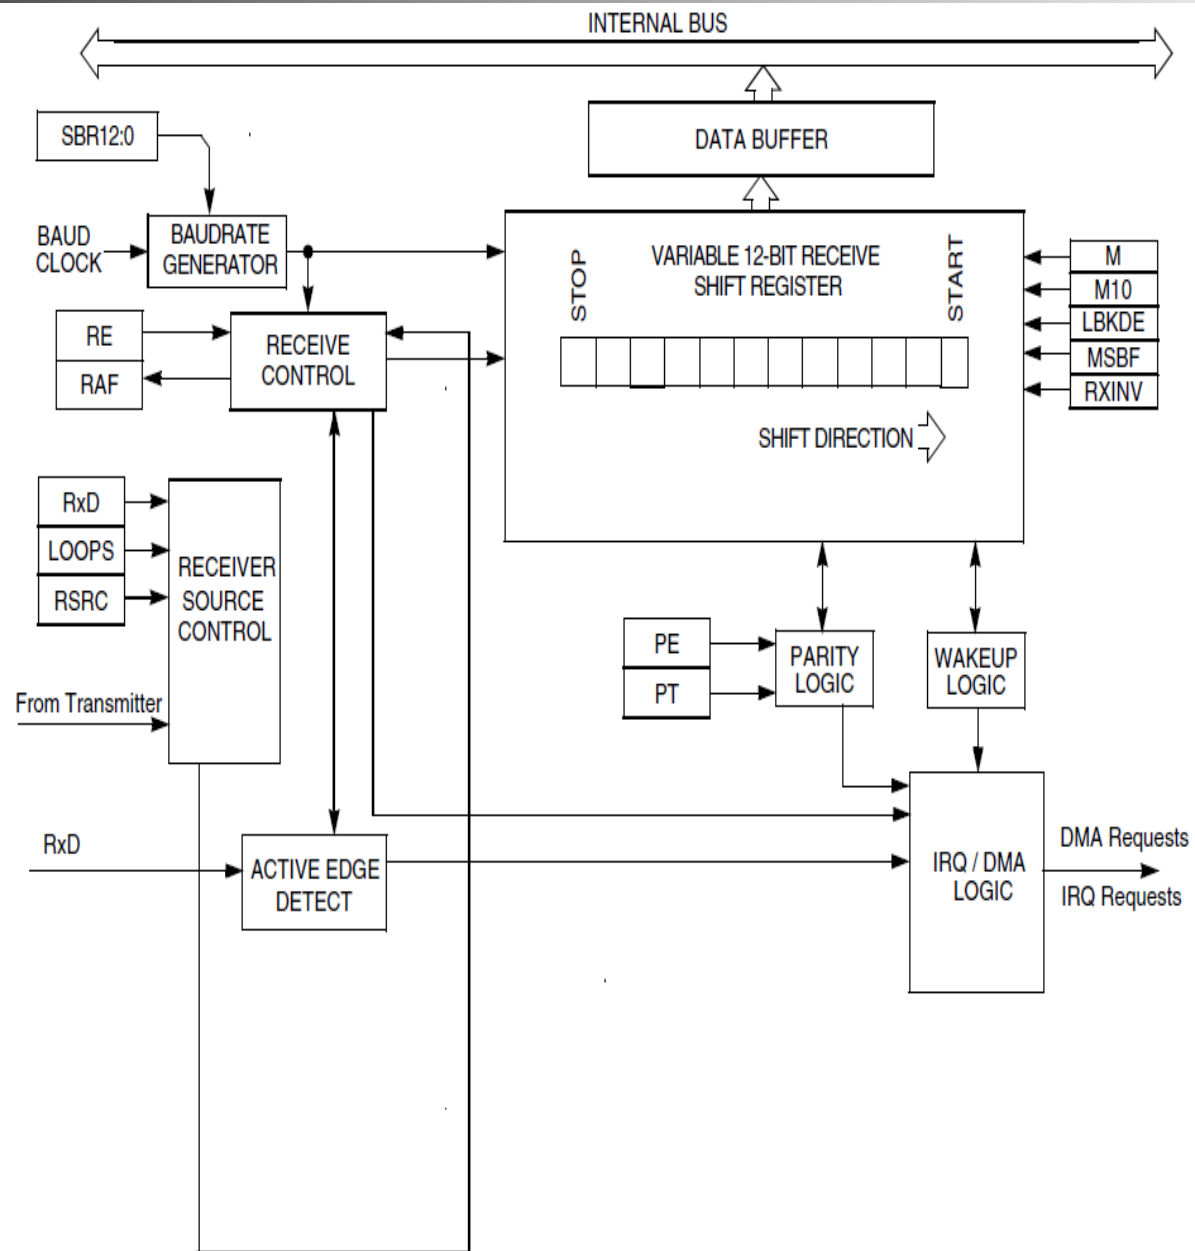 INTERNAL BUS
SBR12:0
DATA BUFFER
BAUD
CLOCK
BAUDRATE
GENERATOR
STOP
VARIABLE 12-BIT RECEIVE
SHIFT REGISTER
START
M
M10
LBKDE
MSBF
RXINV
RE
RAF
RECEIVE
CONTROL
SHIFT DIRECTION
RxD
LOOPS
RSRC
RECEIVER
SOURCE
CONTROL
From Transmitter
PE
PT
PARITY
LOGIC
WAKEUP
LOGIC
RxD
ACTIVE EDGE
DETECT
IRQ / DMA
LOGIC
DMA Requests
IRQ Requests